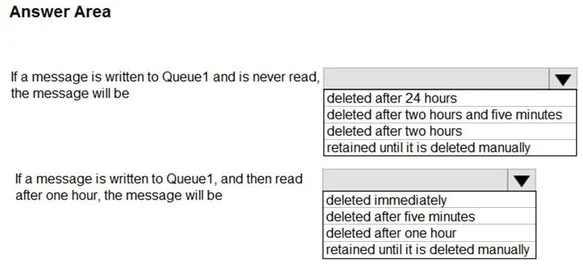 Answer Area
If a message is written to Queue1 and is never read,
the message will be
deleted after 24 hours
deleted after two hours and five minutes
deleted after two hours
retained until it is deleted manually
If a message is written to Queue1, and then read
after one hour, the message will be
deleted immediately
deleted after five minutes
deleted after one hour
retained until it is deleted manually